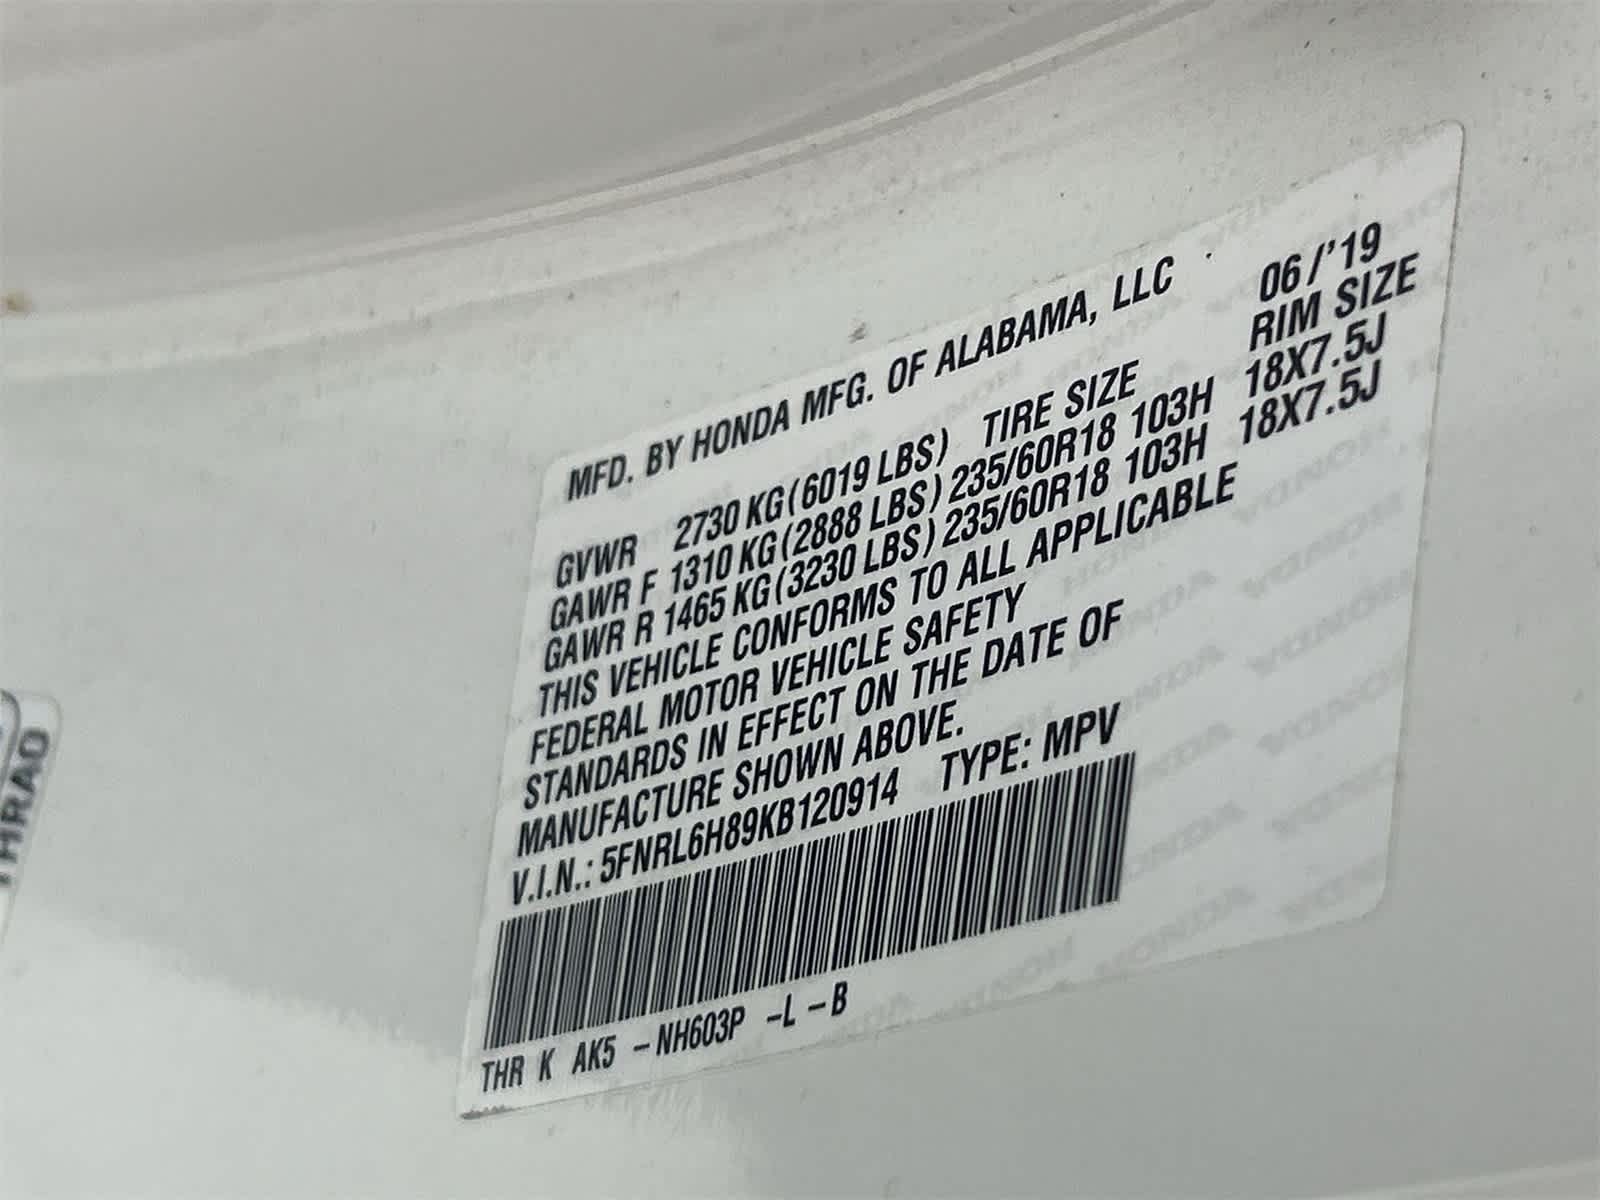 MFD. BY HONDA MFG. OF ALABAMA, LLC 06/'19
GVWR 2730 KG (6019 LBS) TIRE SIZE RIM SIZE
GAWR F 1310 KG (2888 LBS) 235/60R18 103H 18X7.5J
GAWR R 1465 KG (3230 LBS) 235/60R18 103H 18X7.5J
THIS VEHICLE CONFORMS TO ALL APPLICABLE
FEDERAL MOTOR VEHICLE SAFETY
STANDARDS IN EFFECT ON THE DATE OF
MANUFACTURE SHOWN ABOVE.
V.I.N.: 5FNRL6H89KB120914 TYPE: MPV
THR K AK5 -NH603P -L -B